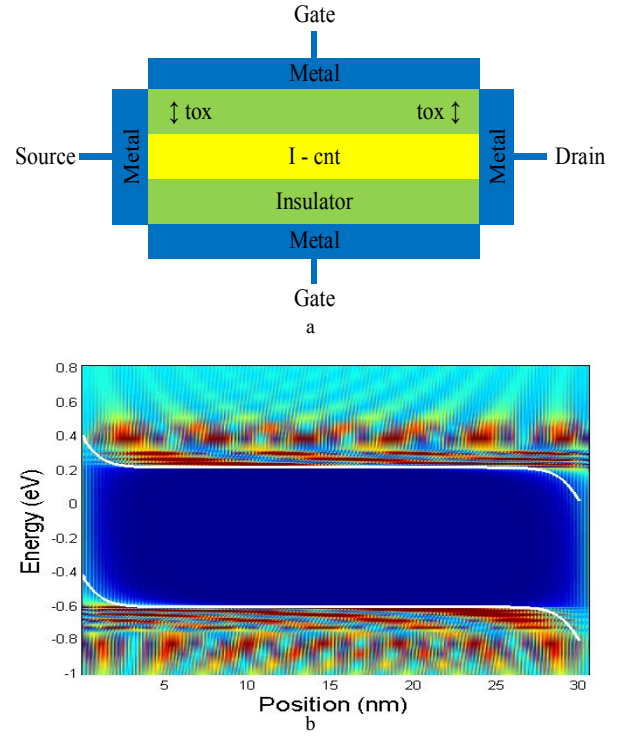 Gate
Metal
↕ tox
tox ↕
Source
Metal
I - cnt
Metal
Drain
Insulator
Metal
Gate
a
0.8
0.6
0.4
0.2
0
-0.2
-0.4
-0.6
-0.8
-1
Energy (eV)
5
10
15
20
25
30
Position (nm)
b